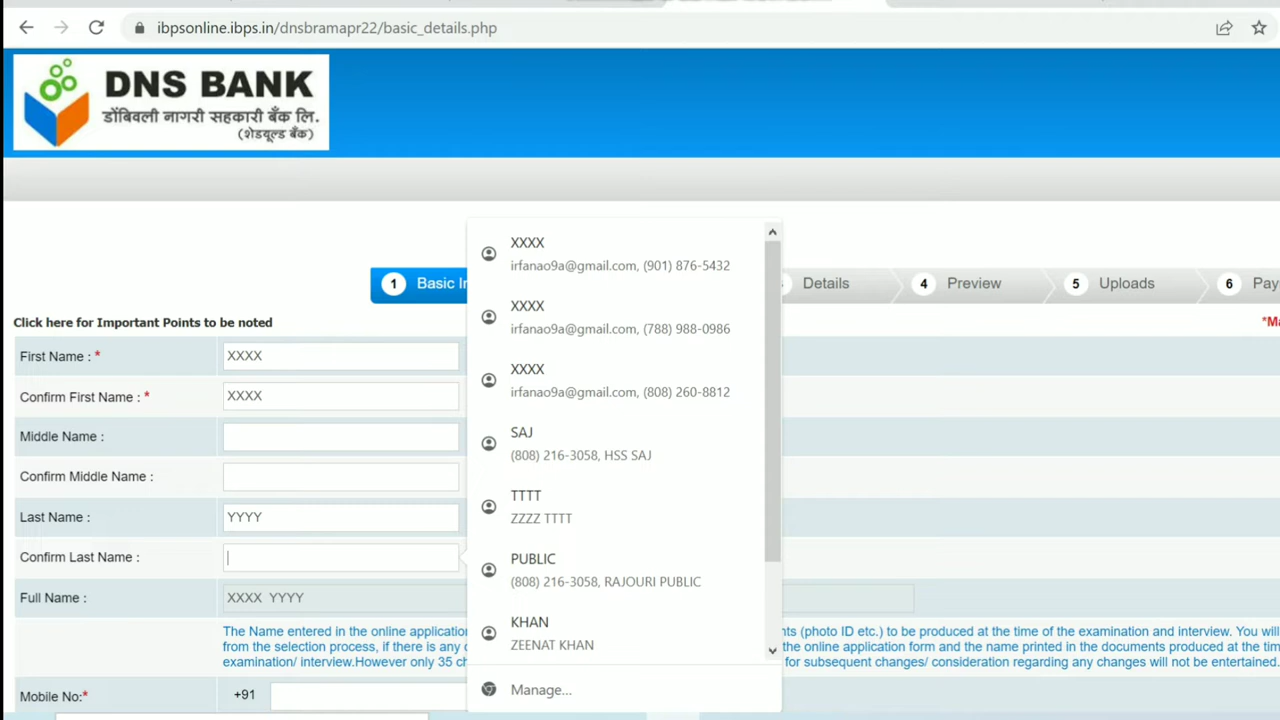 ibpsonline.ibps.in/dnsbramapr22/basic_details.php
DNS BANK
डोंबिवली नागरी सहकारी बँक लि.
(शेडयूल्ड बँक)
1 Basic In
Details
4 Preview
5 Uploads
6 Pay
Click here for Important Points to be noted
*Ma
First Name : * XXXX
Confirm First Name : * XXXX
Middle Name :
Confirm Middle Name :
Last Name : YYYY
Confirm Last Name :
Full Name : XXXX YYYY
XXXX
irfanao9a@gmail.com, (901) 876-5432
XXXX
irfanao9a@gmail.com, (788) 988-0986
XXXX
irfanao9a@gmail.com, (808) 260-8812
SAJ
(808) 216-3058, HSS SAJ
TTTT
ZZZZ TTTT
PUBLIC
(808) 216-3058, RAJOURI PUBLIC
KHAN
ZEENAT KHAN
Manage...
The Name entered in the online application nts (photo ID etc.) to be produced at the time of the examination and interview. You will
from the selection process, if there is any the online application form and the name printed in the documents produced at the time
examination/ interview.However only 35 ch for subsequent changes/ consideration regarding any changes will not be entertained.
Mobile No:* +91